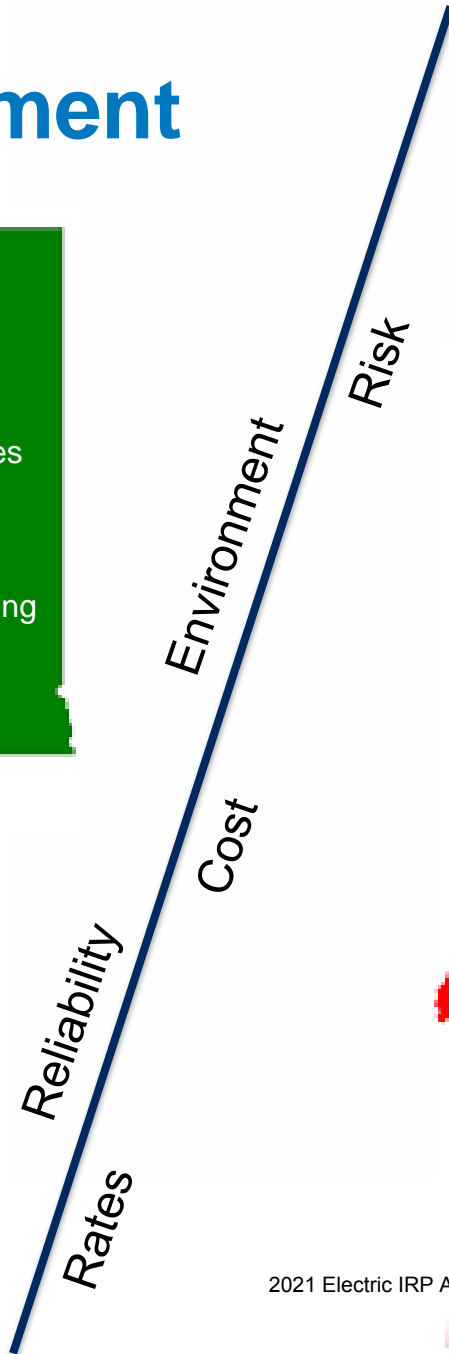 ment
es
ng
Risk
Environment
Cost
Reliability
Rates
2021 Electric IRP A